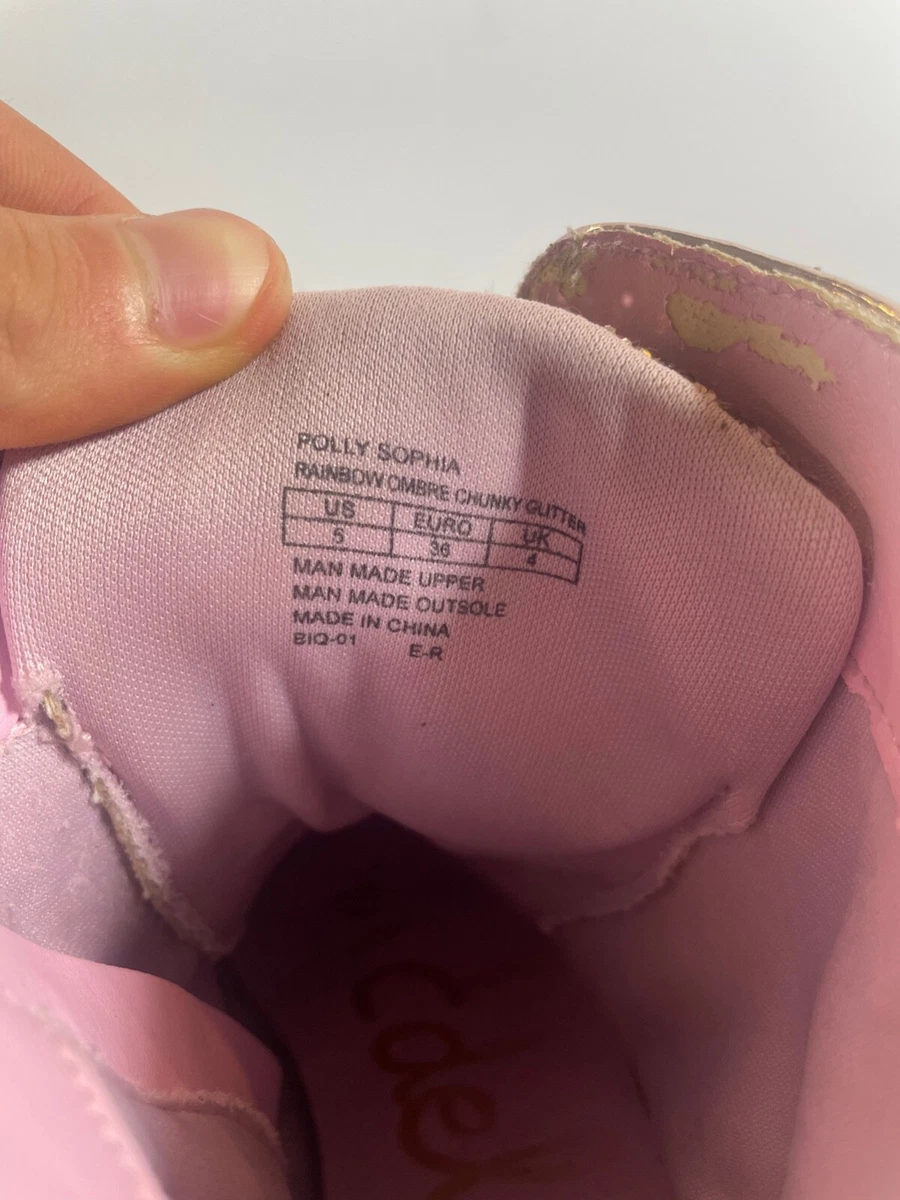 POLLY SOPHIA
RAINBOW OMBRE CHUNKY GLITTER
US EURO UK
5 36 4
MAN MADE UPPER
MAN MADE OUTSOLE
MADE IN CHINA
BIQ-01 E-R